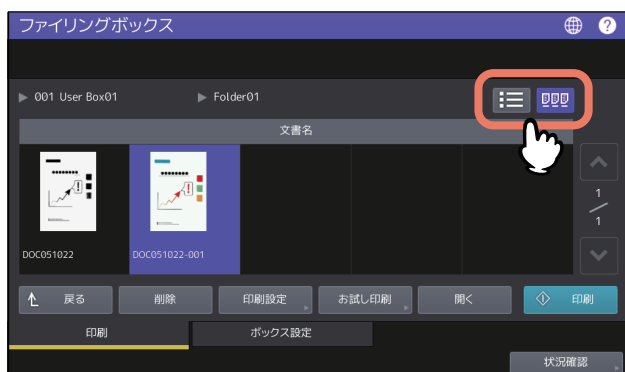 ファイリングボックス
?
001 User Box01 Folder01
文書名
DOC051022 DOC051022-001
1
1
戻る 削除 印刷設定 お試し印刷 開く 印刷
印刷 ボックス設定
状況確認